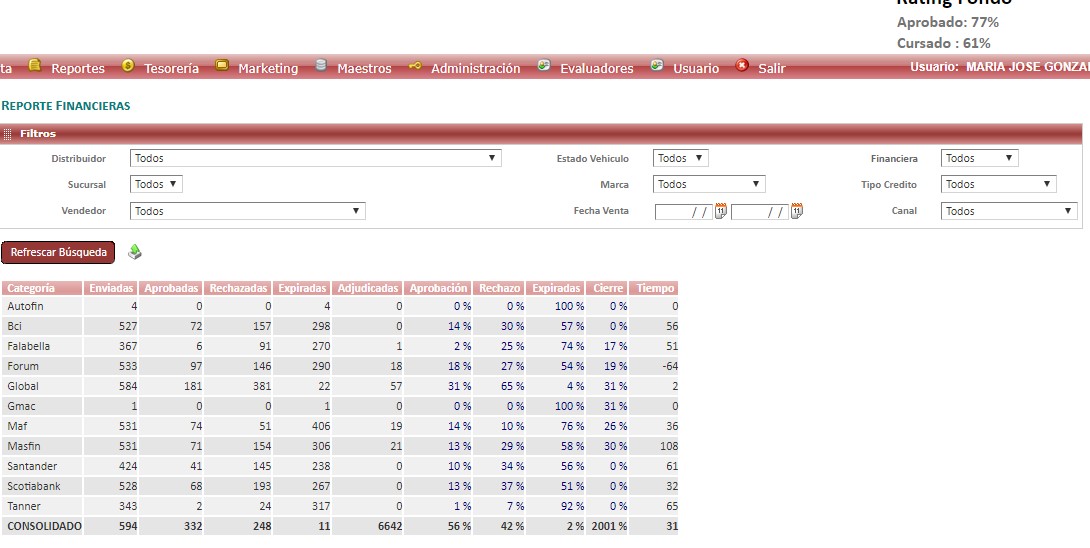 Rating Fondo
Aprobado: 77%
Cursado : 61%
ta Reportes Tesorería Marketing Maestros Administración Evaluadores Usuario Salir Usuario: MARIA JOSE GONZA
REPORTE FINANCIERAS
Filtros
Distribuidor Todos Estado Vehiculo Todos Financiera Todos
Sucursal Todos Marca Todos Tipo Credito Todos
Vendedor Todos Fecha Venta / / 11 / / 11 Canal Todos
Refrescar Búsqueda
Categoría Enviadas Aprobadas Rechazadas Expiradas Adjudicadas Aprobación Rechazo Expiradas Cierre Tiempo
Autofin 4 0 0 4 0 0 % 0 % 100 % 0 % 0
Bci 527 72 157 298 0 14 % 30 % 57 % 0 % 56
Falabella 367 6 91 270 1 2 % 25 % 74 % 17 % 51
Forum 533 97 146 290 18 18 % 27 % 54 % 19 % -64
Global 584 181 381 22 57 31 % 65 % 4 % 31 % 2
Gmac 1 0 0 1 0 0 % 0 % 100 % 31 % 0
Maf 531 74 51 406 19 14 % 10 % 76 % 26 % 36
Masfin 531 71 154 306 21 13 % 29 % 58 % 30 % 108
Santander 424 41 145 238 0 10 % 34 % 56 % 0 % 61
Scotiabank 528 68 193 267 0 13 % 37 % 51 % 0 % 32
Tanner 343 2 24 317 0 1 % 7 % 92 % 0 % 65
CONSOLIDADO 594 332 248 11 6642 56 % 42 % 2 % 2001 % 31